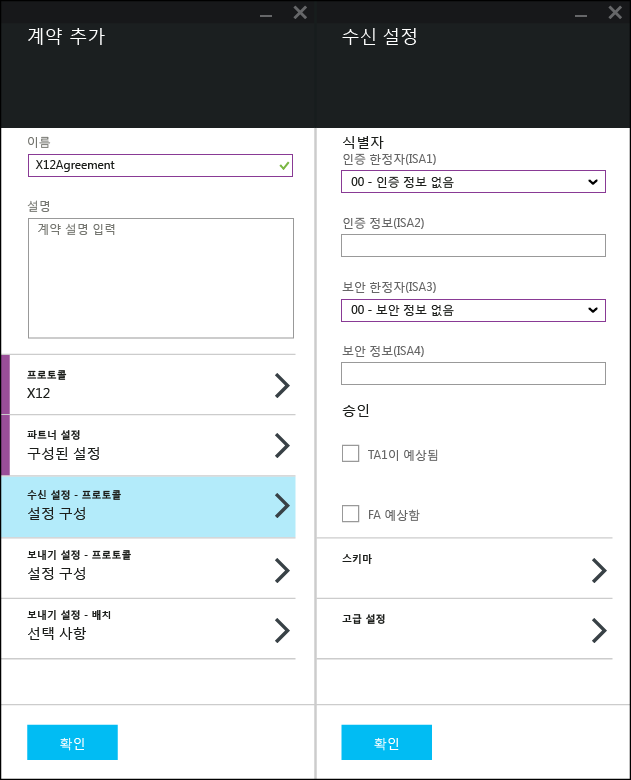 계약 추가
이름
X12Agreement
설명
계약 설명 입력
프로토콜
X12
파트너 설정
구성된 설정
수신 설정 - 프로토콜
설정 구성
보내기 설정 - 프로토콜
설정 구성
보내기 설정 - 배치
선택 사항
확인
수신 설정
식별자
인증 한정자(ISA1)
00 - 인증 정보 없음
인증 정보(ISA2)
보안 한정자(ISA3)
00 - 보안 정보 없음
보안 정보(ISA4)
승인
TA1이 예상됨
FA 예상함
스키마
고급 설정
확인